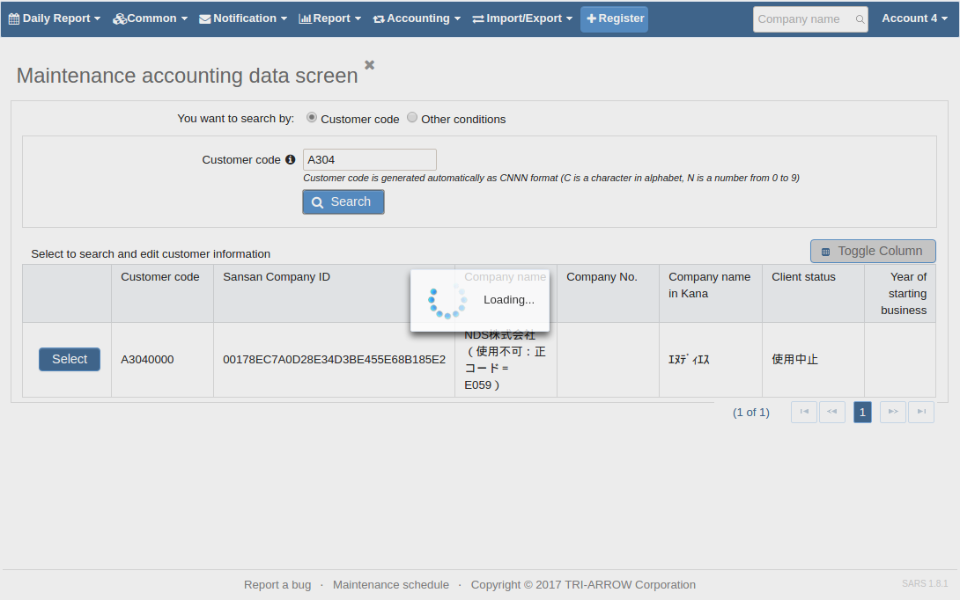 Daily Report Common Notification Report Accounting Import/Export Register Company name Account 4
Maintenance accounting data screen
You want to search by: Customer code Other conditions
Customer code A304
Customer code is generated automatically as CNNN format (C is a character in alphabet, N is a number from 0 to 9)
Search
Select to search and edit customer information
Toggle Column
Customer code Sansan Company ID Company name Company No. Company name
in Kana
Client status
Year of
starting
business
Loading...
Select A3040000 00178EC7A0D28E34D3BE455E68B185E2
NDS株式会社
（使用不可：正
コード＝
E059）
ｴﾇﾃﾞｨｴｽ 使用中止
(1 of 1) 1
Report a bug · Maintenance schedule · Copyright © 2017 TRI-ARROW Corporation
SARS 1.8.1